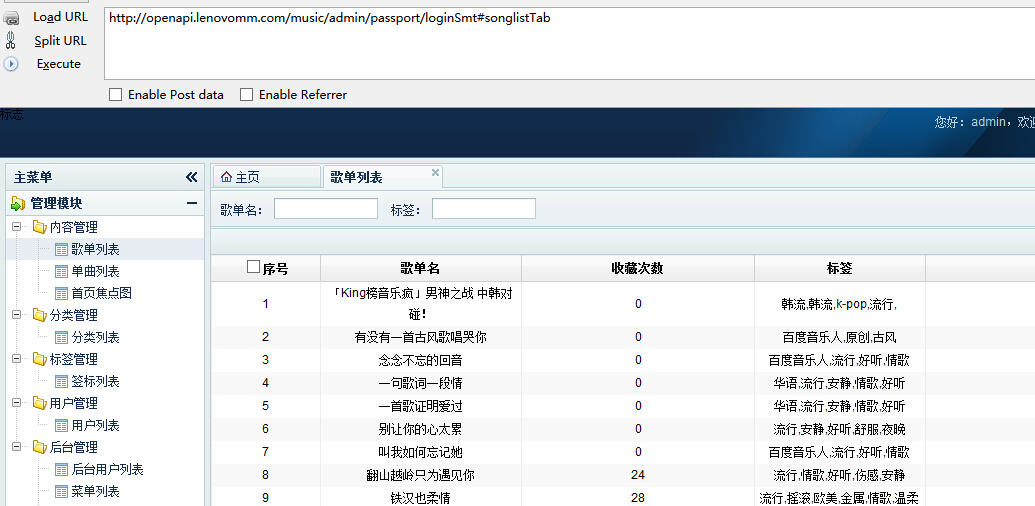 Load URL
http://openapi.lenovomm.com/music/admin/passport/loginSmt#songlistTab
Split URL
Execute
Enable Post data Enable Referrer
标志
您好：admin，欢迎
主菜单
管理模块
内容管理
歌单列表
单曲列表
首页焦点图
分类管理
分类列表
标签管理
签标列表
用户管理
用户列表
后台管理
后台用户列表
菜单列表
主页 歌单列表
歌单名： 标签：
序号 歌单名 收藏次数 标签
1 「King榜音乐疯」男神之战 中韩对碰！ 0 韩流,韩流,k-pop,流行,
2 有没有一首古风歌唱哭你 0 百度音乐人,原创,古风
3 念念不忘的回音 0 百度音乐人,流行,好听,情歌
4 一句歌词一段情 0 华语,流行,安静,情歌,好听
5 一首歌证明爱过 0 华语,流行,安静,情歌,好听
6 别让你的心太累 0 流行,安静,好听,舒服,夜晚
7 叫我如何忘记她 0 百度音乐人,流行,好听,情歌
8 翻山越岭只为遇见你 24 流行,情歌,好听,伤感,安静
9 铁汉也柔情 28 流行,摇滚,欧美,金属,情歌,温柔